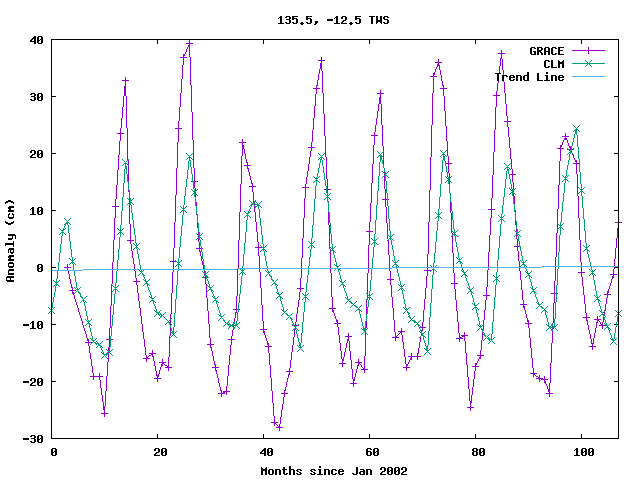 135.5, -12.5 TWS
GRACE
CLM
Trend Line
40
30
20
10
0
-10
-20
-30
Anomaly (cm)
0 20 40 60 80 100
Months since Jan 2002